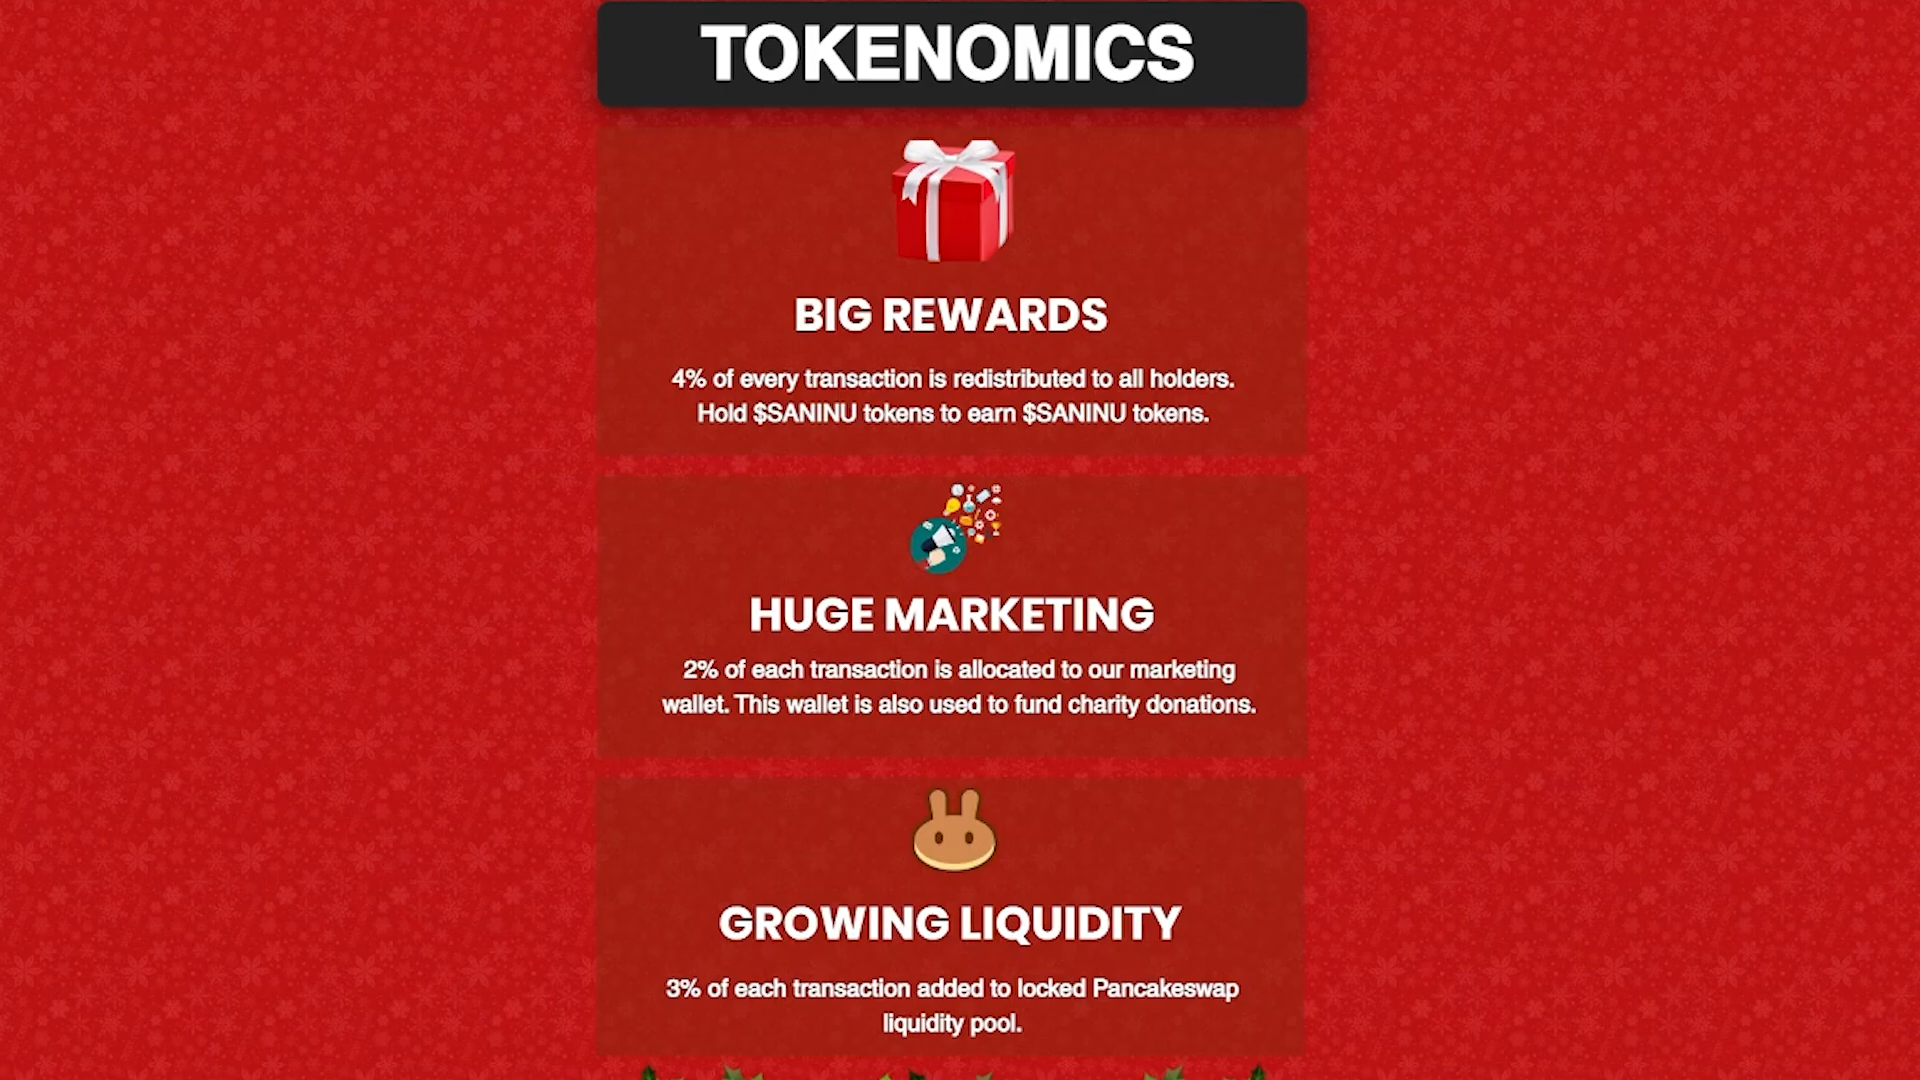 TOKENOMICS
BIG REWARDS
4% of every transaction is redistributed to all holders.
Hold $SANINU tokens to earn $SANINU tokens.
HUGE MARKETING
2% of each transaction is allocated to our marketing
wallet. This wallet is also used to fund charity donations.
GROWING LIQUIDITY
3% of each transaction added to locked Pancakeswap
liquidity pool.